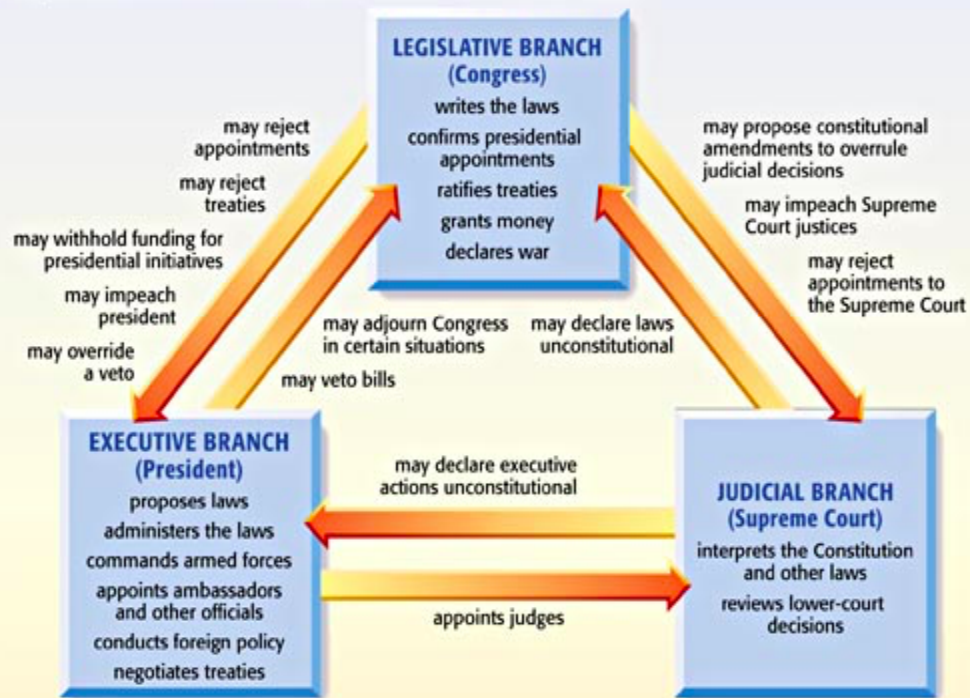 LEGISLATIVE BRANCH
(Congress)
writes the laws
confirms presidential
appointments
ratifies treaties
grants money
declares war
may reject
appointments
may reject
treaties
may withhold funding for
presidential initiatives
may impeach
president
may override
a veto
may adjourn Congress
in certain situations
may veto bills
may declare laws
unconstitutional
may propose constitutional
amendments to overrule
judicial decisions
may impeach Supreme
Court justices
may reject
appointments to
the Supreme Court
EXECUTIVE BRANCH
(President)
proposes laws
administers the laws
commands armed forces
appoints ambassadors
and other officials
conducts foreign policy
negotiates treaties
may declare executive
actions unconstitutional
appoints judges
JUDICIAL BRANCH
(Supreme Court)
interprets the Constitution
and other laws
reviews lower-court
decisions